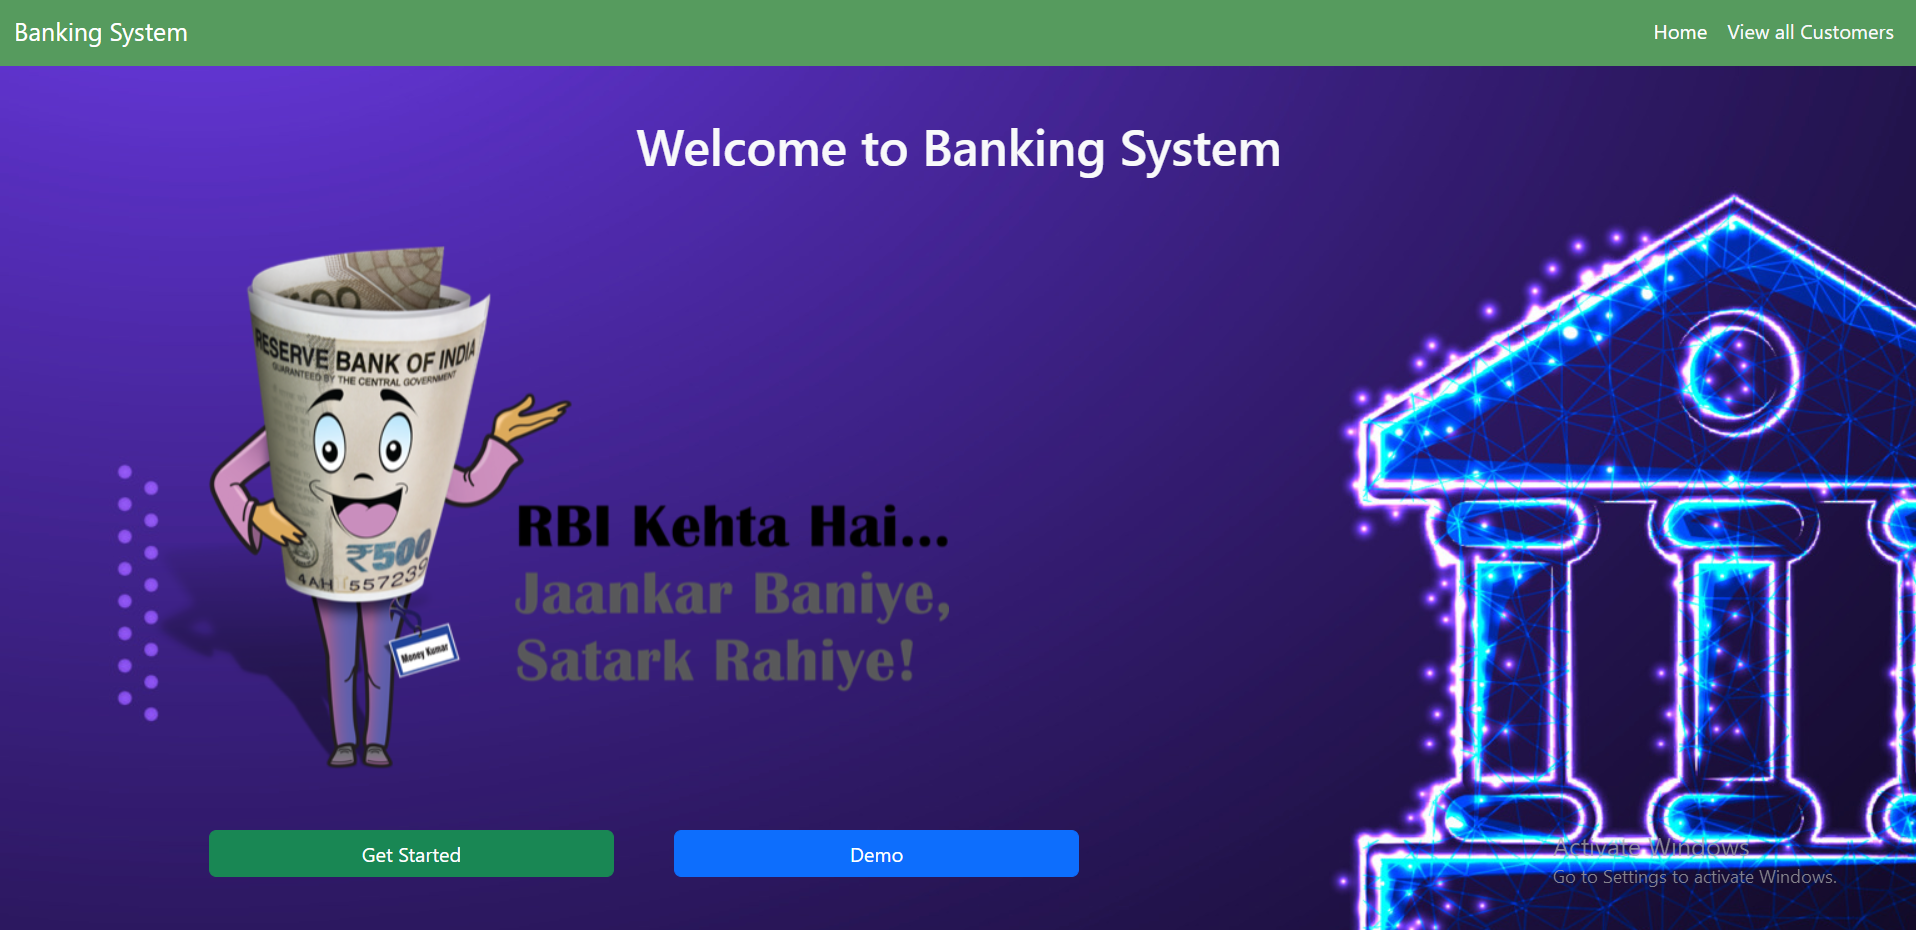 Banking System
Home
View all Customers
Welcome to Banking System
RESERVE BANK OF INDIA
GUARANTEED BY THE CENTRAL GOVERNMENT
RBI Kehta Hai...
Jaankar Baniye,
Satark Rahiye!
₹500
4AH 557239
Money Kumar
Get Started
Demo
Activate Windows
Go to Settings to activate Windows.